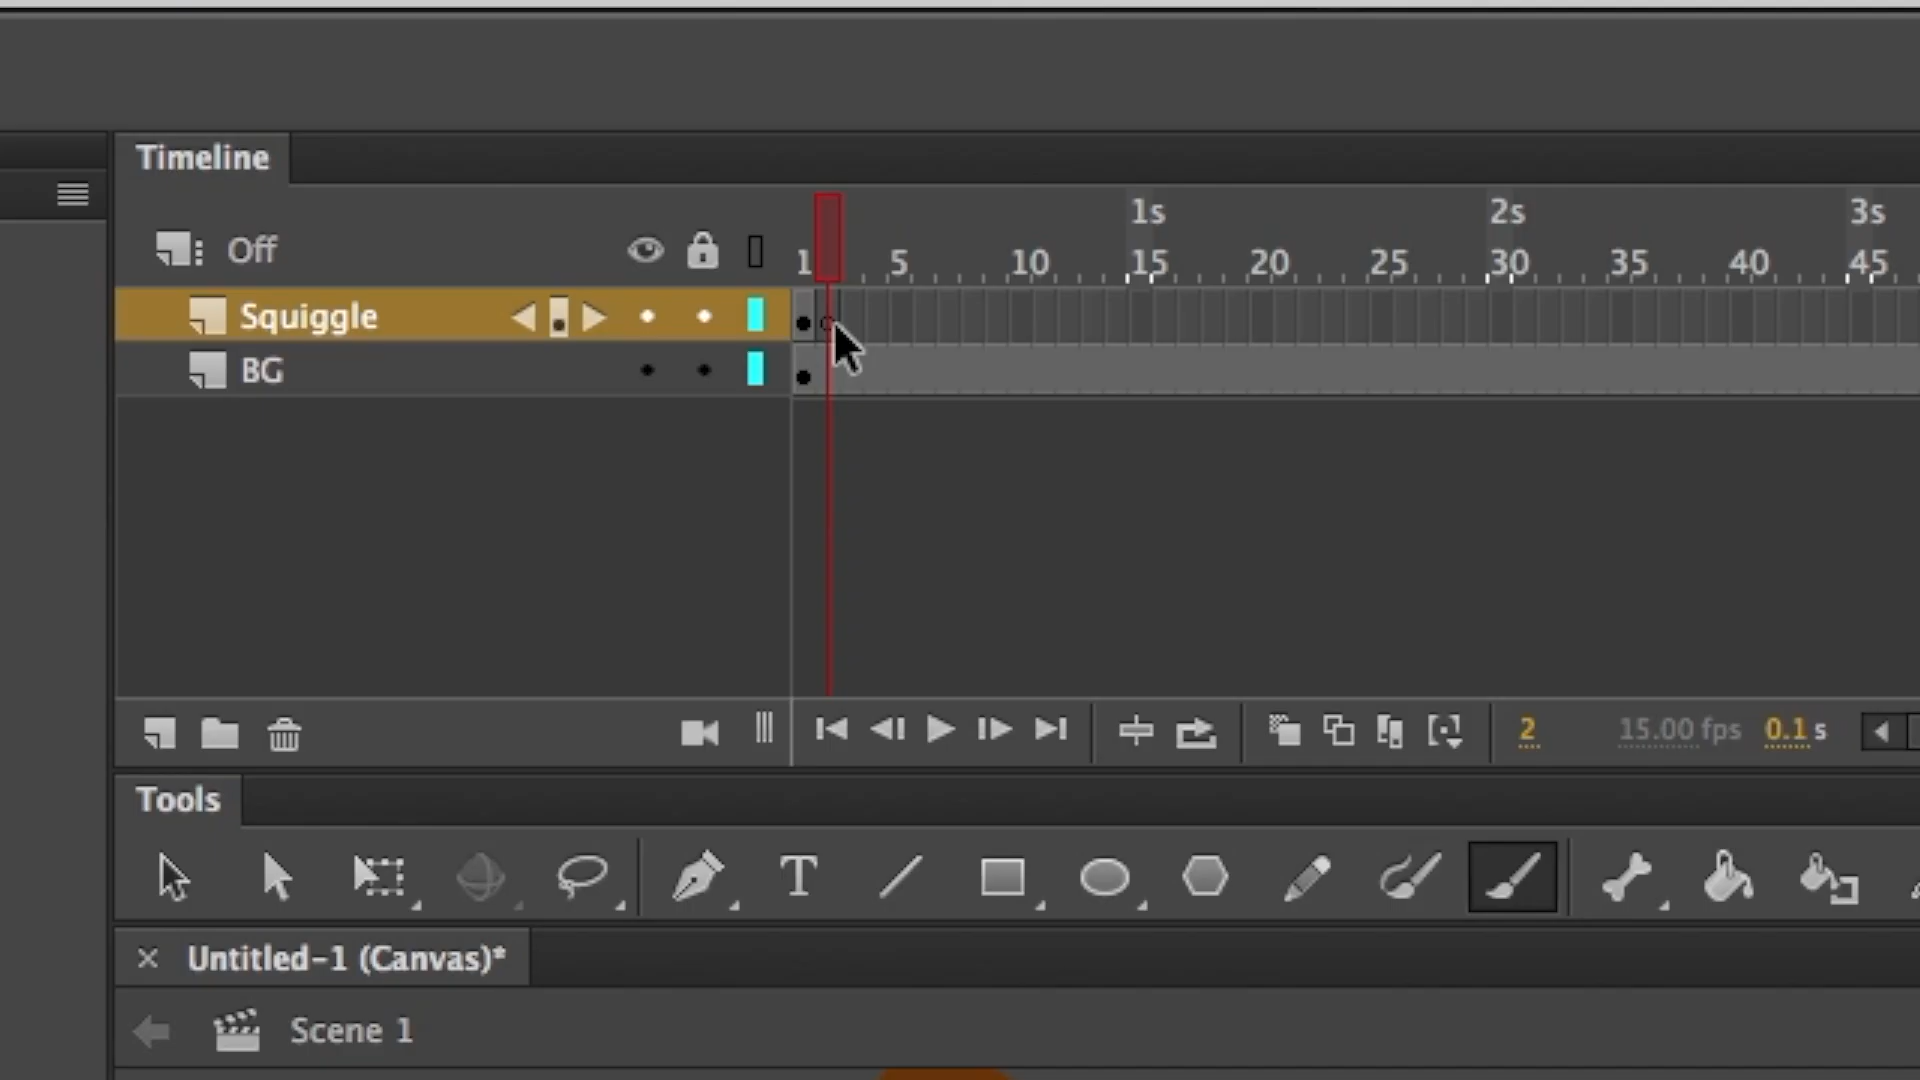 Timeline
1s 2s 3s
Off
1 5 10 15 20 25 30 35 40 45
Squiggle
BG
2 15.00 fps 0.1 s
Tools
T
× Untitled-1 (Canvas)*
Scene 1